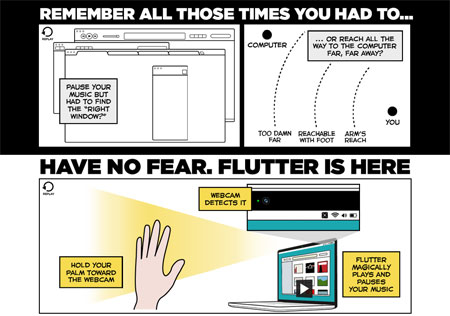 REMEMBER ALL THOSE TIMES YOU HAD TO...
REPLAY
PAUSE YOUR
MUSIC BUT
HAD TO FIND
THE "RIGHT
WINDOW?"
COMPUTER
... OR REACH ALL THE
WAY TO THE COMPUTER
FAR, FAR AWAY?
YOU
TOO DAMN
FAR
REACHABLE
WITH FOOT
ARM'S
REACH
HAVE NO FEAR. FLUTTER IS HERE
REPLAY
WEBCAM
DETECTS IT
HOLD YOUR
PALM TOWARD
THE WEBCAM
FLUTTER
MAGICALLY
PLAYS AND
PAUSES
YOUR MUSIC